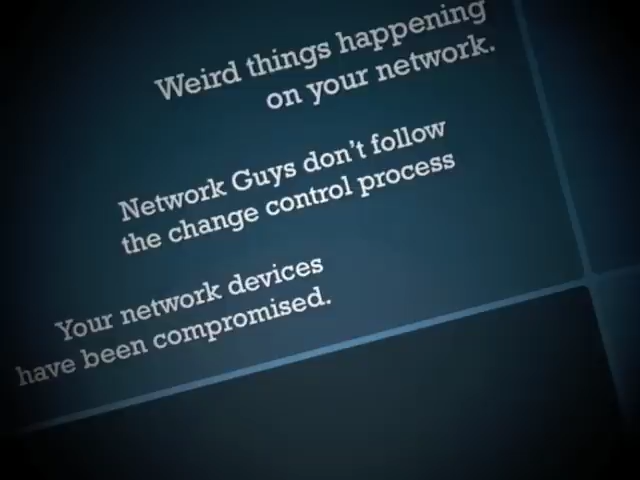 Weird things happening
on your network.
Network Guys don't follow
the change control process
Your network devices
have been compromised.